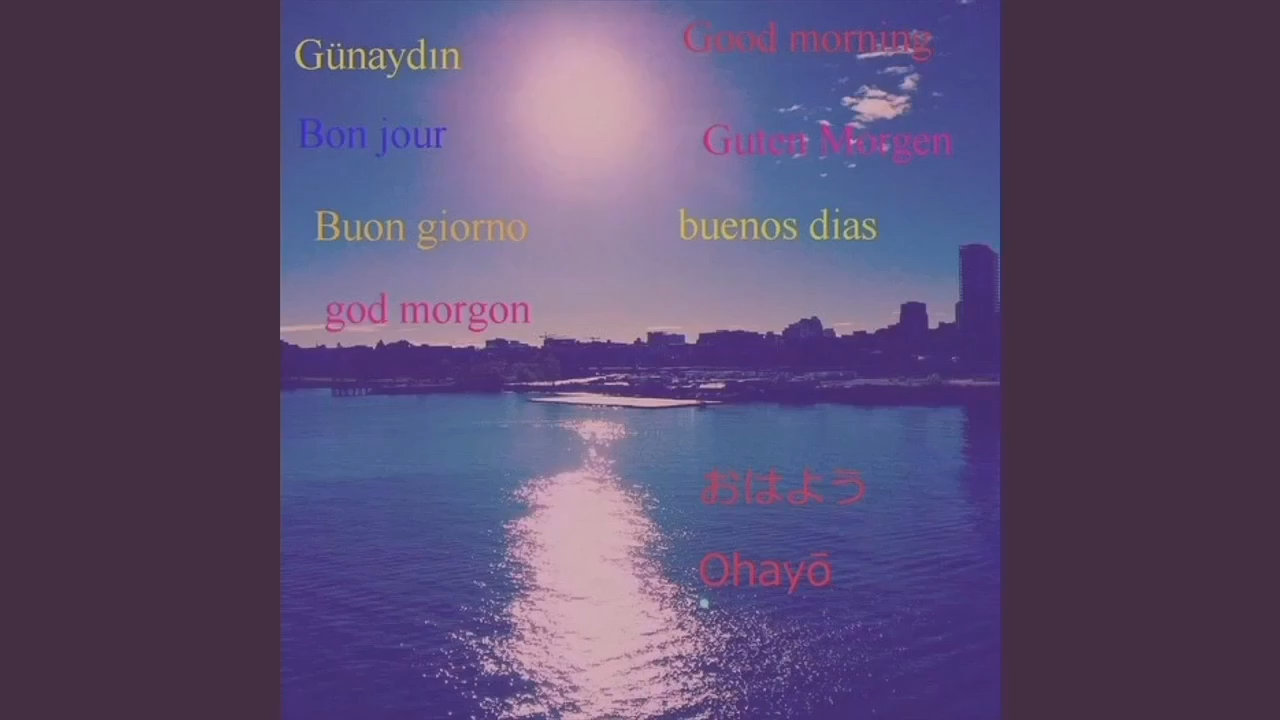 Günaydın
Good morning
Bon jour
Guten Morgen
Buon giorno
buenos dias
god morgon
おはよう
Ohayō